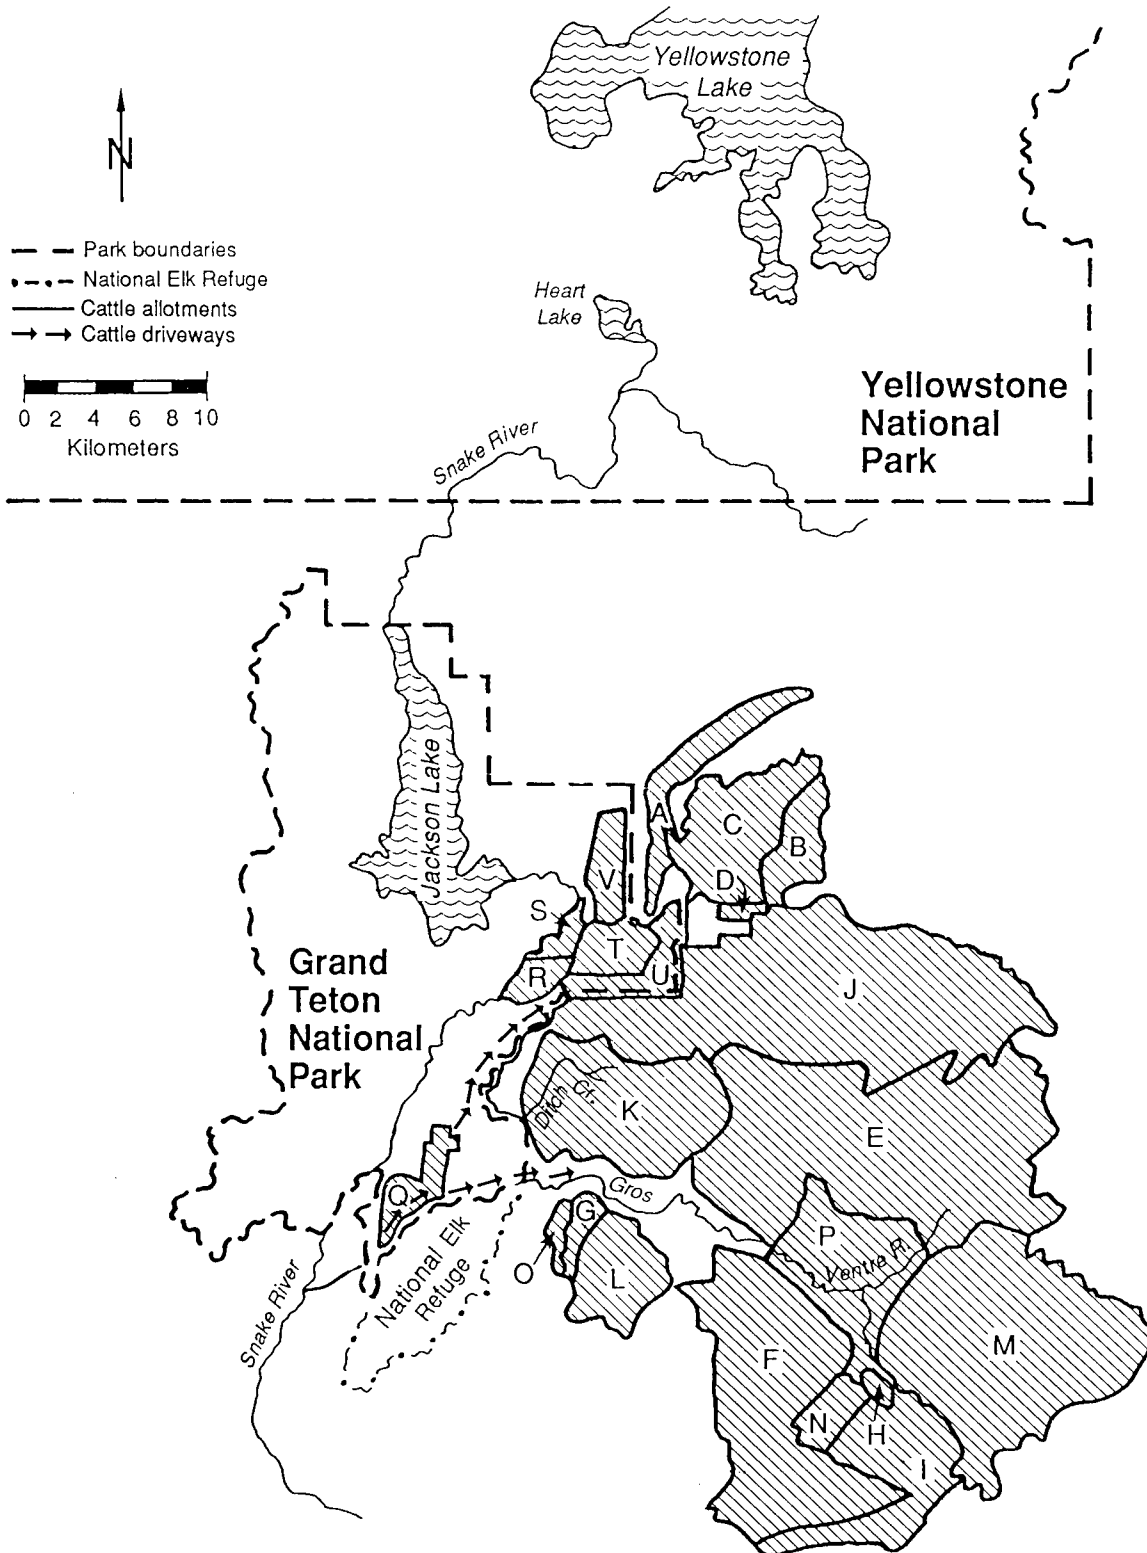 Yellowstone
Lake
N
Park boundaries
National Elk Refuge
Cattle allotments
Cattle driveways
0 2 4 6 8 10
Kilometers
Heart
Lake
Yellowstone
National
Park
Snake River
Jackson Lake
A
C
B
D
V
S
T
U
R
J
Grand
Teton
National
Park
Ditch
Cr.
K
E
Q
Gros
G
P
Ventre R.
O
L
National Elk
Refuge
Snake River
F
M
N
H
I